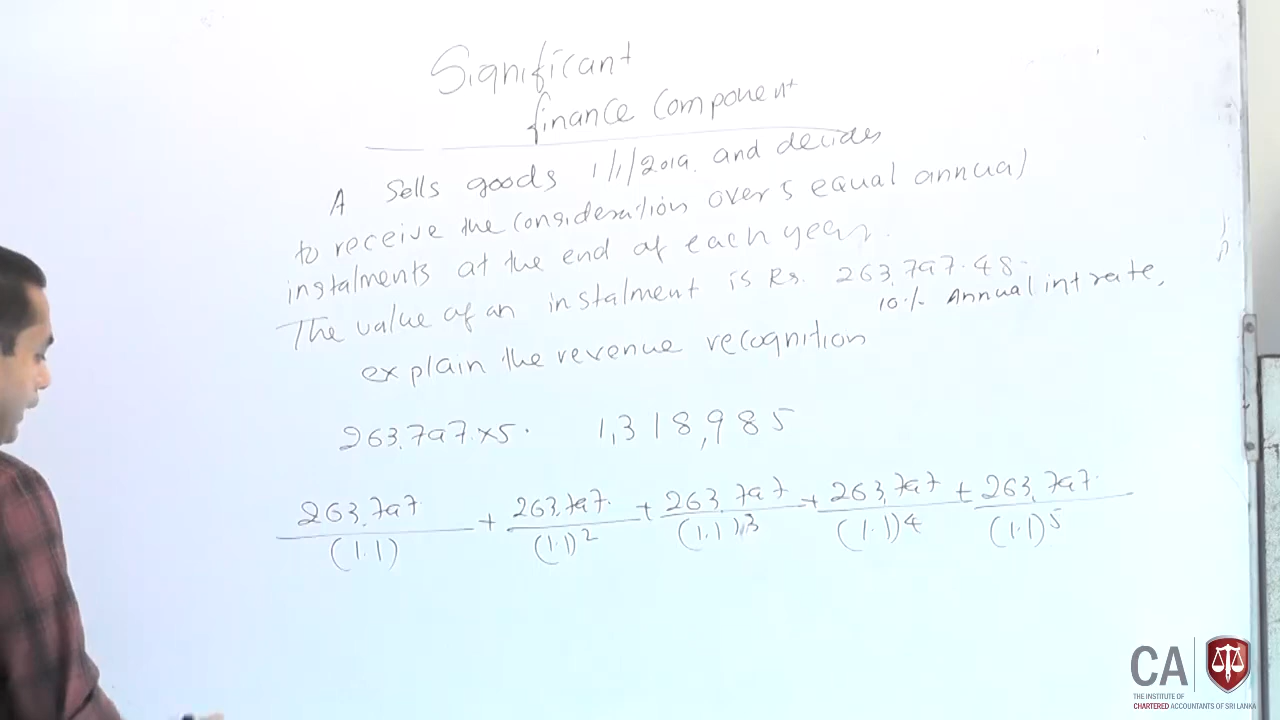 Significant
finance Component
A sells goods 1/1/2019 and decides
to receive the consideration over 5 equal annual
instalments at the end of each year.
The value of an instalment is Rs. 263,797.48.
10% Annual int rate,
explain the revenue recognition
263,797 x5. 1,318,985
263,797 + 263,797 + 263,797 + 263,797 + 263,797
(1.1) (1.1)2 (1.1)3 (1.1)4 (1.1)5
CA
THE INSTITUTE OF
CHARTERED ACCOUNTANTS OF SRI LANKA